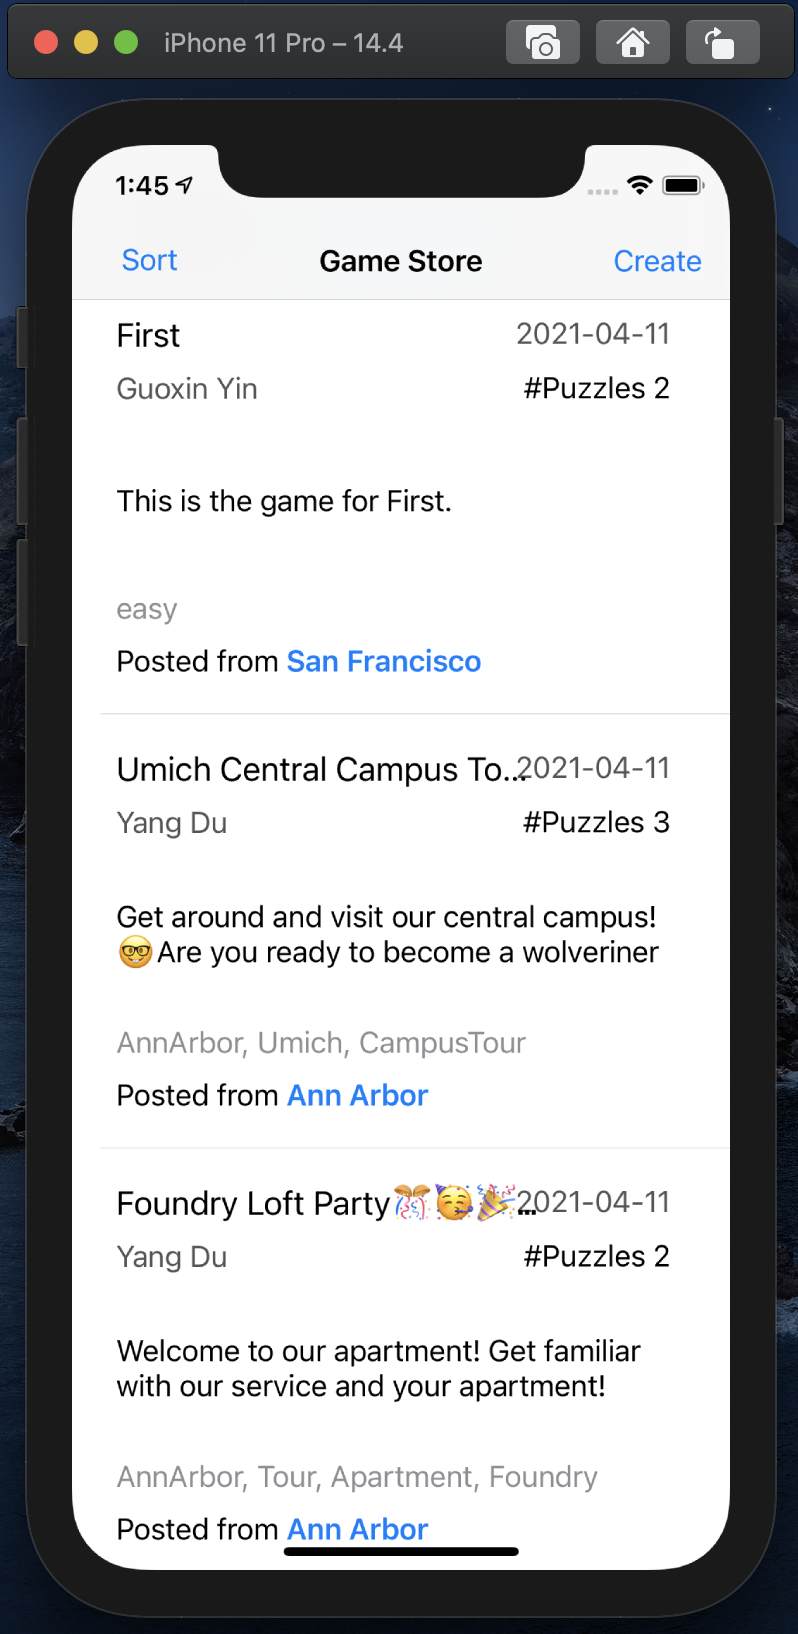 iPhone 11 Pro – 14.4
1:45
Sort Game Store Create
First 2021-04-11
Guoxin Yin #Puzzles 2
This is the game for First.
easy
Posted from San Francisco
Umich Central Campus To... 2021-04-11
Yang Du #Puzzles 3
Get around and visit our central campus!
🤓Are you ready to become a wolveriner
AnnArbor, Umich, CampusTour
Posted from Ann Arbor
Foundry Loft Party🎊🥳🎉... 2021-04-11
Yang Du #Puzzles 2
Welcome to our apartment! Get familiar
with our service and your apartment!
AnnArbor, Tour, Apartment, Foundry
Posted from Ann Arbor